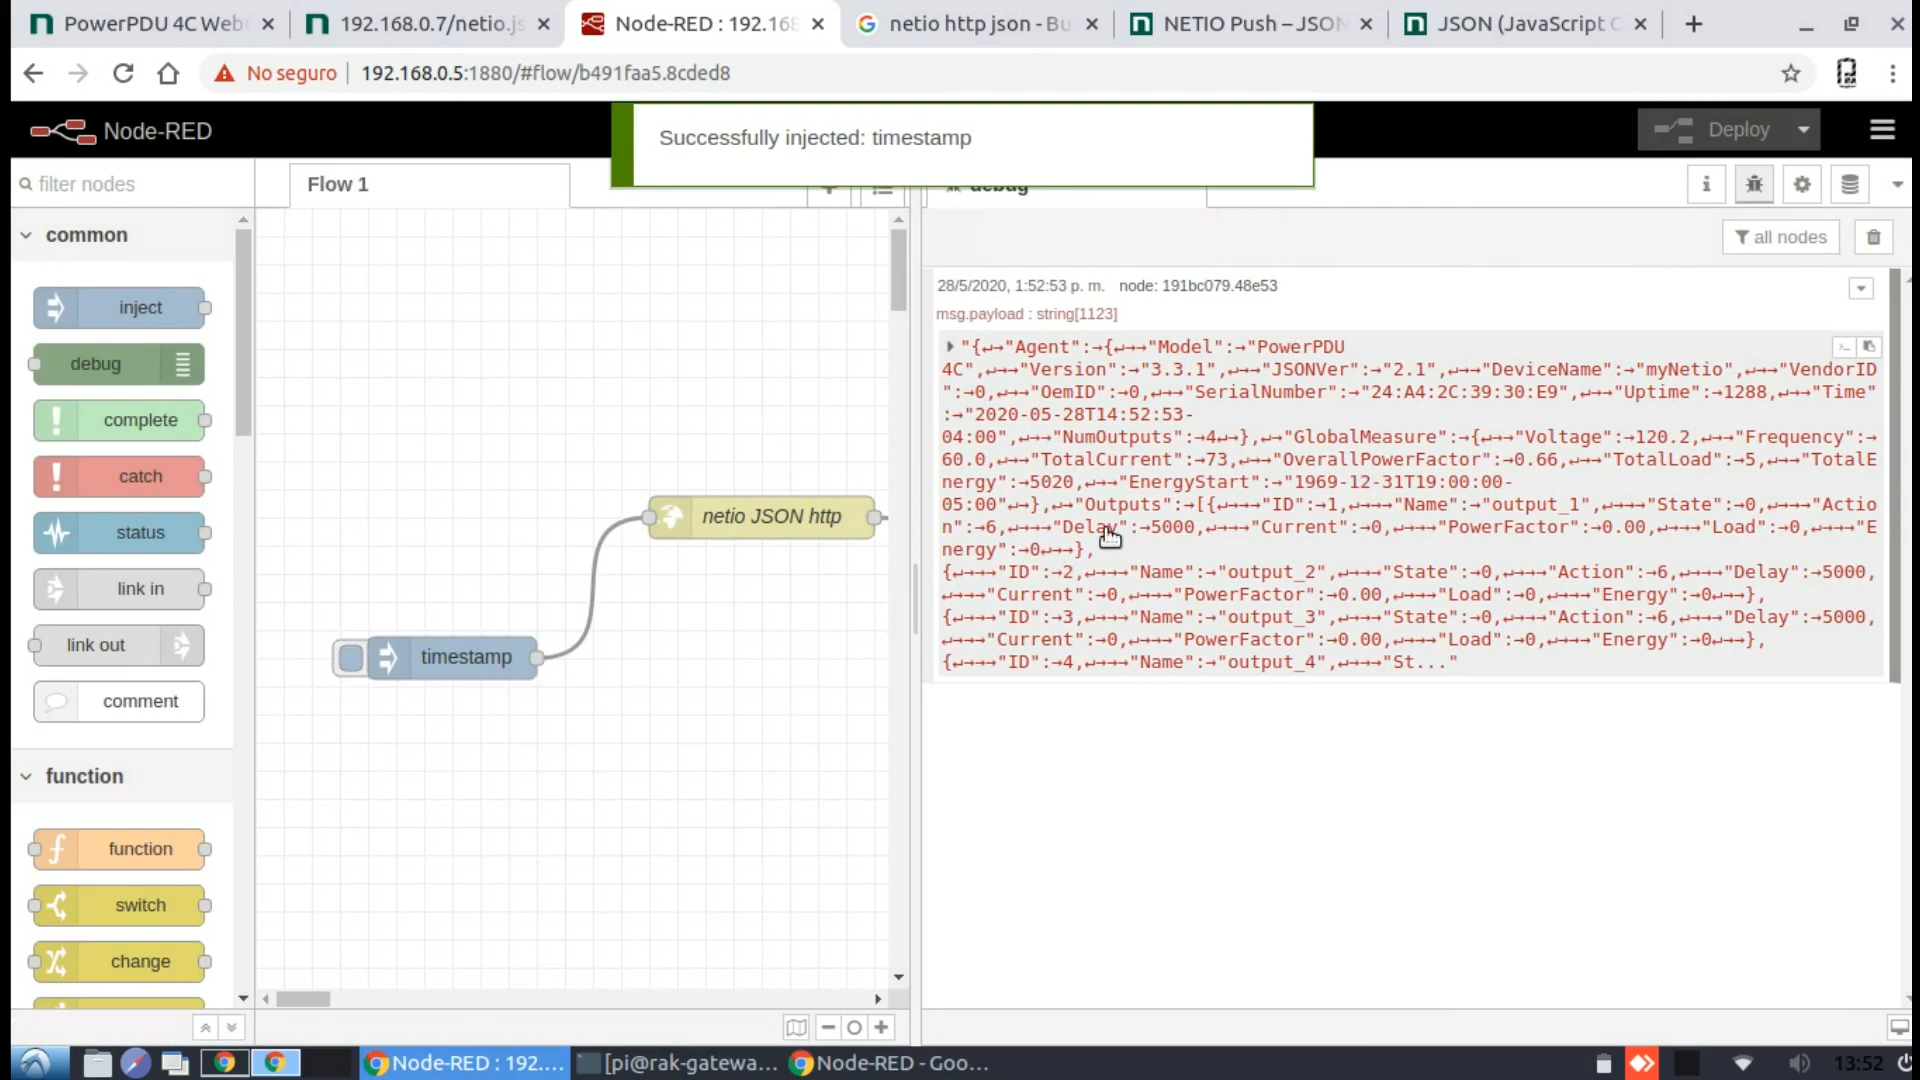 PowerPDU 4C Web
192.168.0.7/netio.js
Node-RED : 192.168
netio http json - Bu
NETIO Push – JSON
JSON (JavaScript O
No seguro
192.168.0.5:1880/#flow/b491faa5.8cded8
Node-RED
Successfully injected: timestamp
Deploy
filter nodes
Flow 1
debug
i
common
all nodes
inject
debug
complete
catch
status
link in
link out
comment
function
function
switch
change
timestamp
netio JSON http
28/5/2020, 1:52:53 p. m. node: 191bc079.48e53
msg.payload : string[1123]
"{↵→"Agent":→{↵→→"Model":→"PowerPDU
4C",↵→→"Version":→"3.3.1",↵→→"JSONVer":→"2.1",↵→→"DeviceName":→"myNetio",↵→→"VendorID
":→0,↵→→"OemID":→0,↵→→"SerialNumber":→"24:A4:2C:39:30:E9",↵→→"Uptime":→1288,↵→→"Time"
:→"2020-05-28T14:52:53-
04:00",↵→→"NumOutputs":→4↵→},↵→"GlobalMeasure":→{↵→→"Voltage":→120.2,↵→→"Frequency":→
60.0,↵→→"TotalCurrent":→73,↵→→"OverallPowerFactor":→0.66,↵→→"TotalLoad":→5,↵→→"TotalE
nergy":→5020,↵→→"EnergyStart":→"1969-12-31T19:00:00-
05:00"↵→},↵→"Outputs":→[{↵→→→"ID":→1,↵→→→"Name":→"output_1",↵→→→"State":→0,↵→→→"Actio
n":→6,↵→→→"Delay":→5000,↵→→→"Current":→0,↵→→→"PowerFactor":→0.00,↵→→→"Load":→0,↵→→→"E
nergy":→0↵→→},
{↵→→→"ID":→2,↵→→→"Name":→"output_2",↵→→→"State":→0,↵→→→"Action":→6,↵→→→"Delay":→5000,
↵→→→"Current":→0,↵→→→"PowerFactor":→0.00,↵→→→"Load":→0,↵→→→"Energy":→0↵→→},
{↵→→→"ID":→3,↵→→→"Name":→"output_3",↵→→→"State":→0,↵→→→"Action":→6,↵→→→"Delay":→5000,
↵→→→"Current":→0,↵→→→"PowerFactor":→0.00,↵→→→"Load":→0,↵→→→"Energy":→0↵→→},
{↵→→→"ID":→4,↵→→→"Name":→"output_4",↵→→→"St..."
Node-RED : 192....
[pi@rak-gatewa...
Node-RED - Goo...
13:52